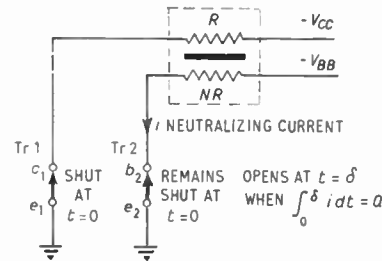 R
-VCC
-VBB
NR
i NEUTRALIZING CURRENT
Tr 1
Tr 2
c1
SHUT
AT
t=0
e1
b2
REMAINS
SHUT AT
t=0
e2
OPENS AT t=δ
WHEN ∫0δ i dt=Q